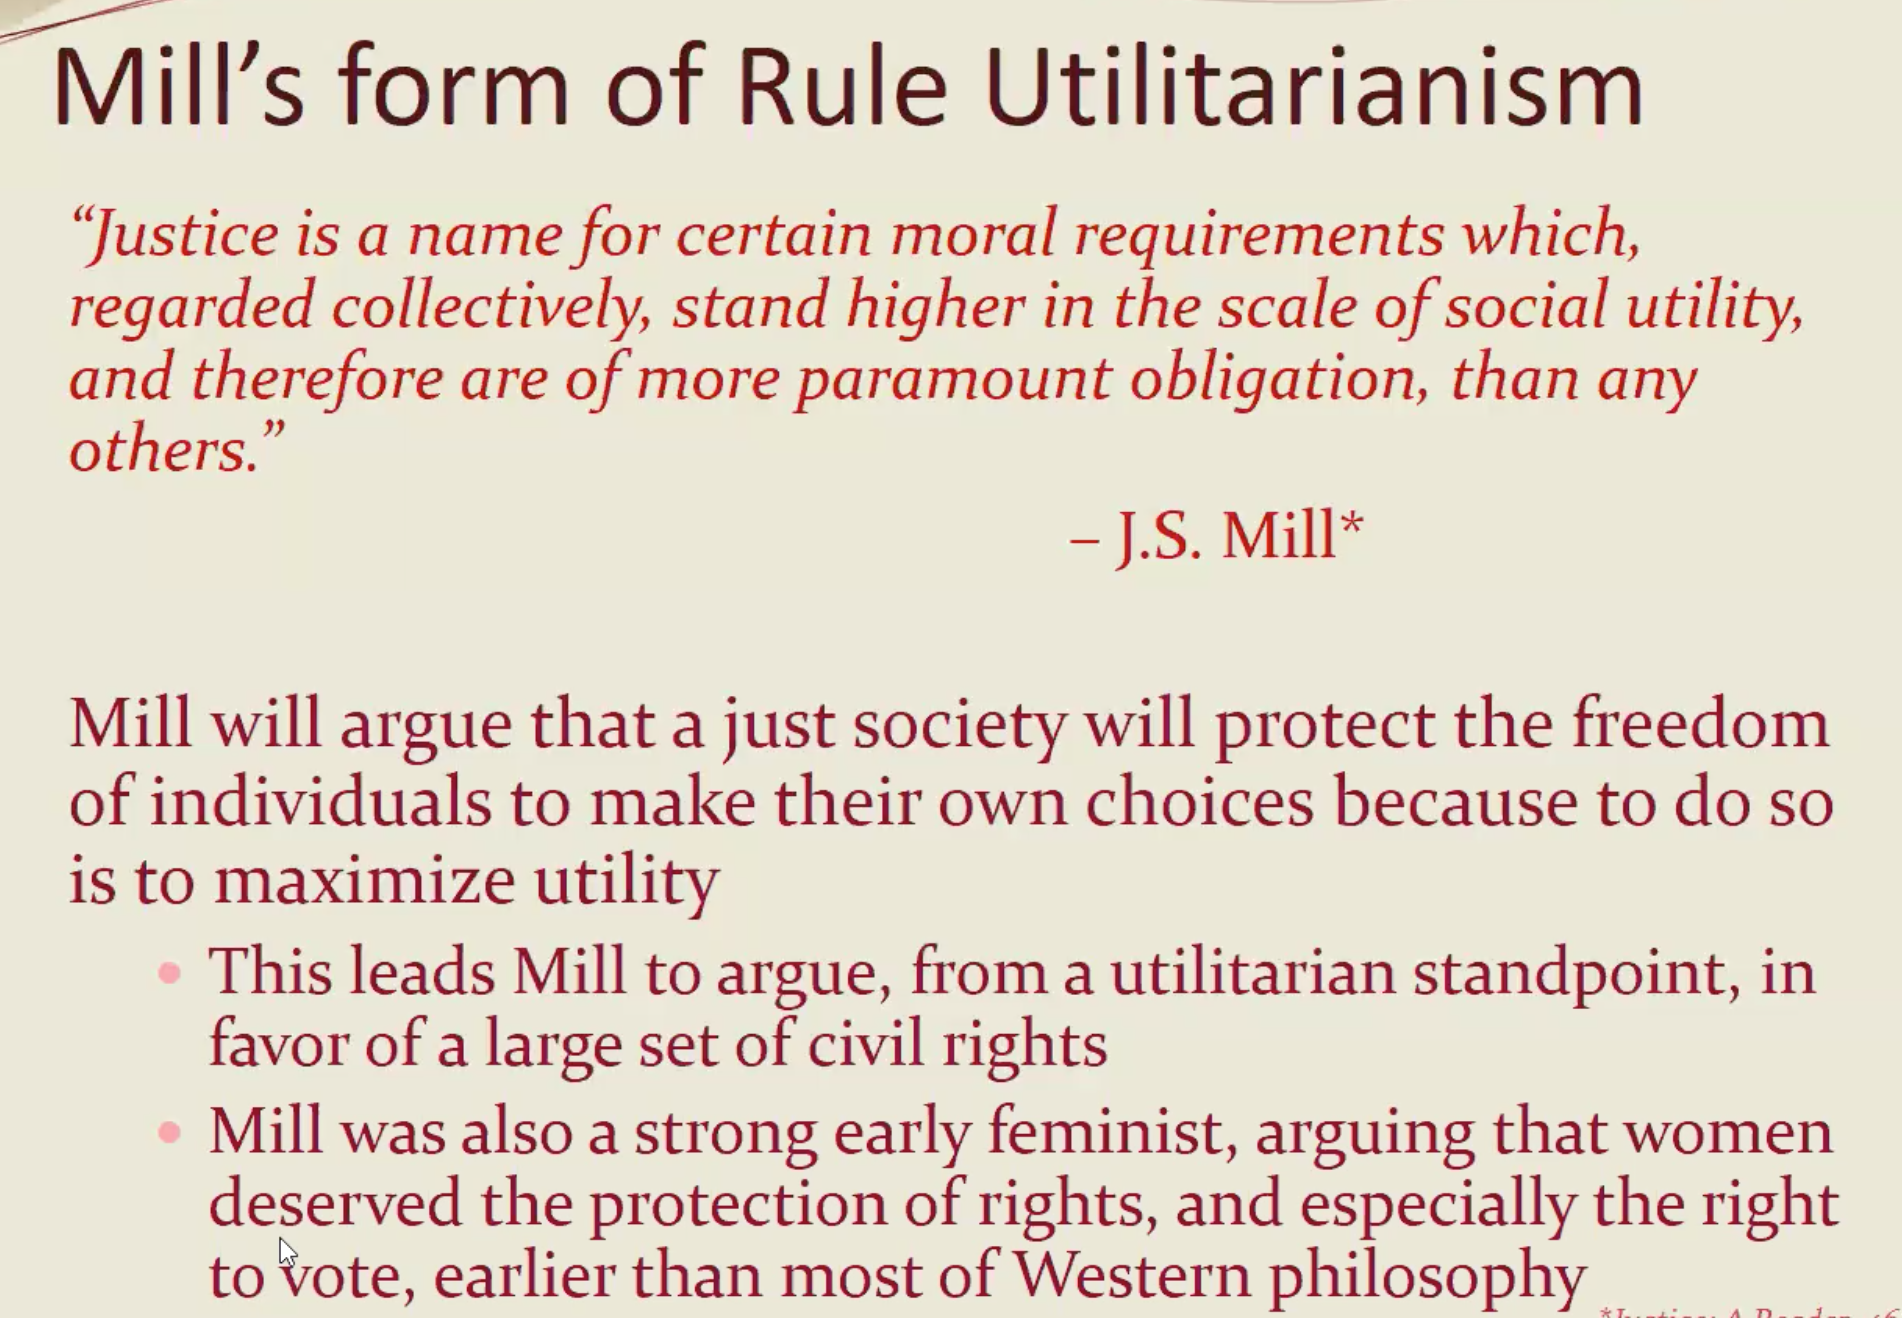 Mill’s form of Rule Utilitarianism
“Justice is a name for certain moral requirements which,
regarded collectively, stand higher in the scale of social utility,
and therefore are of more paramount obligation, than any
others.”
– J.S. Mill*
Mill will argue that a just society will protect the freedom
of individuals to make their own choices because to do so
is to maximize utility
• This leads Mill to argue, from a utilitarian standpoint, in
favor of a large set of civil rights
• Mill was also a strong early feminist, arguing that women
deserved the protection of rights, and especially the right
to vote, earlier than most of Western philosophy
*Justice: A Reader,